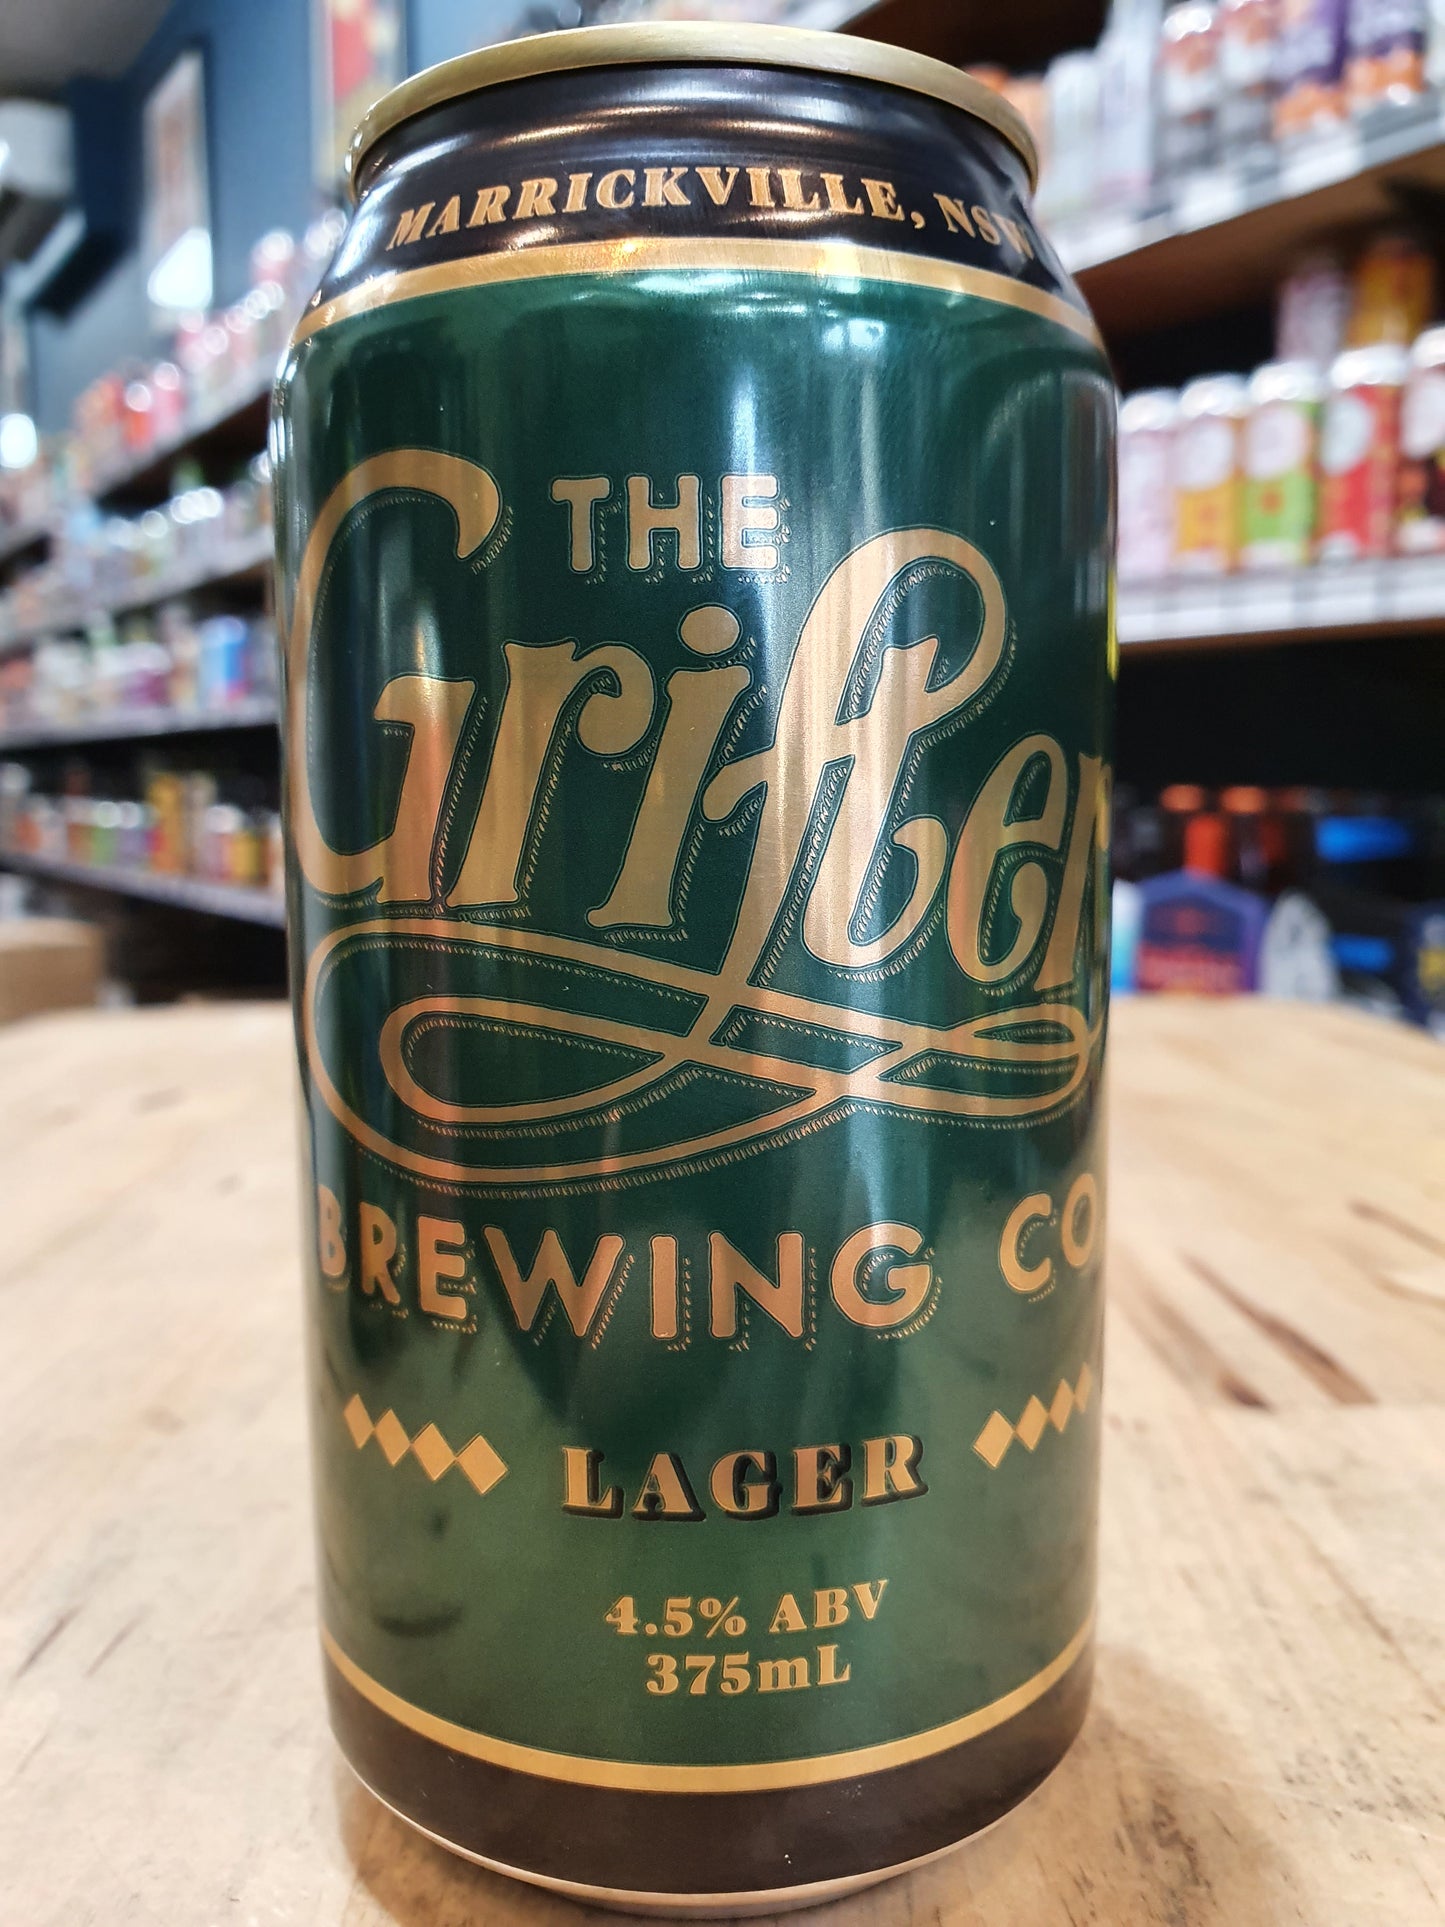 MARRICKVILLE, NSW
THE
Grifter
BREWING CO
LAGER
4.5% ABV
375mL